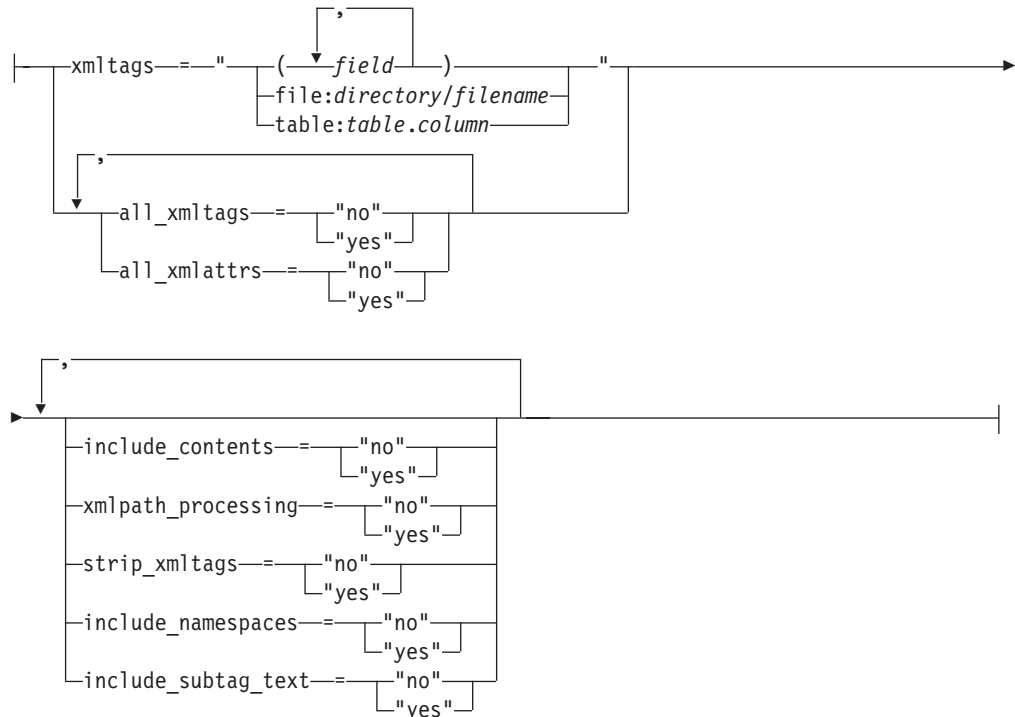 ,
xmltags = " ( field ) "
file:directory/filename
table:table.column
,
all_xmltags = "no"
"yes"
all_xmlattrs = "no"
"yes"
,
include_contents = "no"
"yes"
xmlpath_processing = "no"
"yes"
strip_xmltags = "no"
"yes"
include_namespaces = "no"
"yes"
include_subtag_text = "no"
"yes"